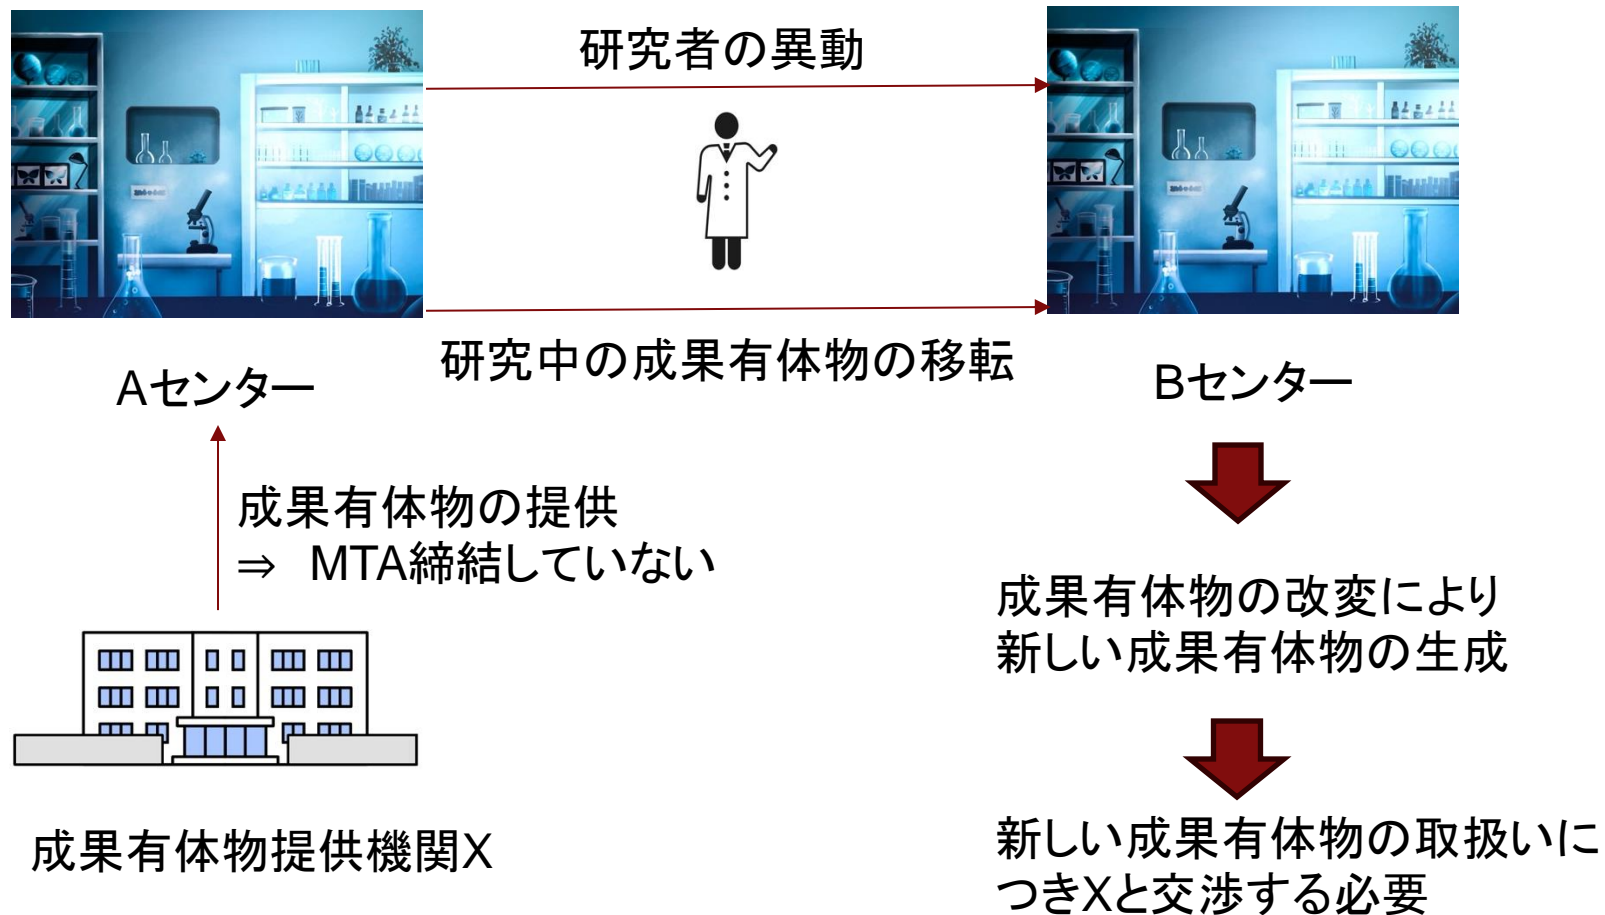 研究者の異動
研究中の成果有体物の移転
Aセンター
Bセンター
成果有体物の提供
⇒　MTA締結していない
成果有体物提供機関X
成果有体物の改変により
新しい成果有体物の生成
新しい成果有体物の取扱いに
つきXと交渉する必要